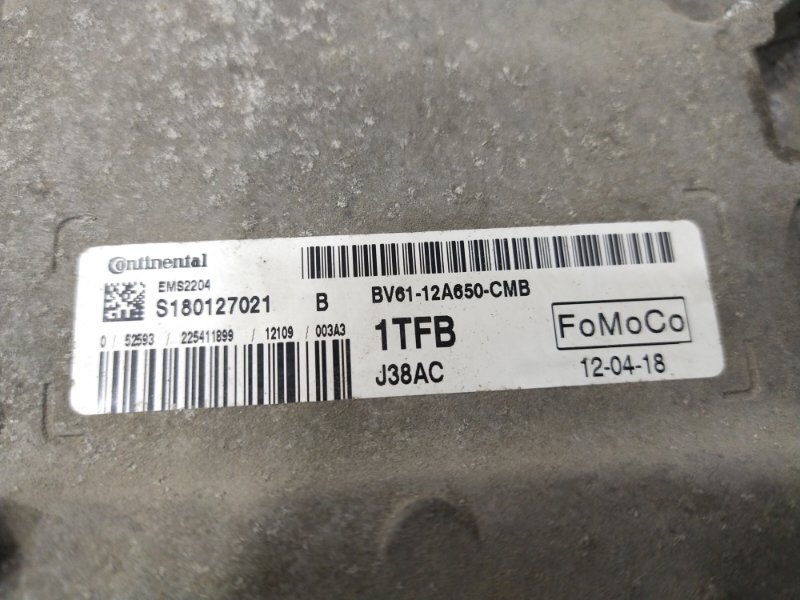 Continental
EMS2204
S180127021 B
0 / 52593 / 225411899 / 12109 / 003A3
BV61-12A650-CMB
1TFB
J38AC
FoMoCo
12-04-18